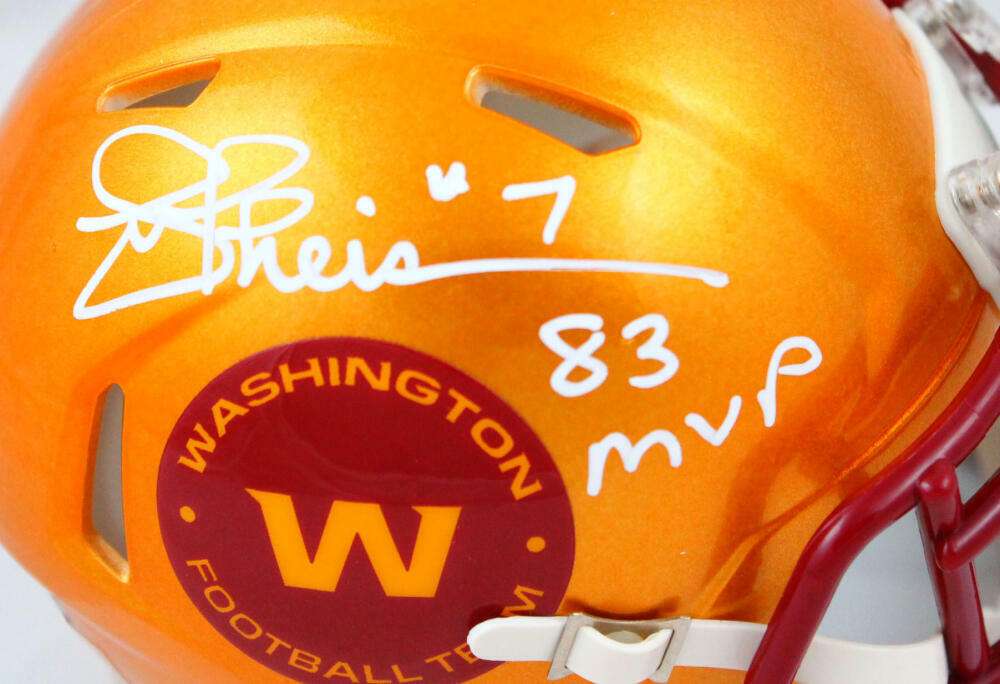 Theis #7
83
MVP
WASHINGTON
W
FOOTBALL TEAM